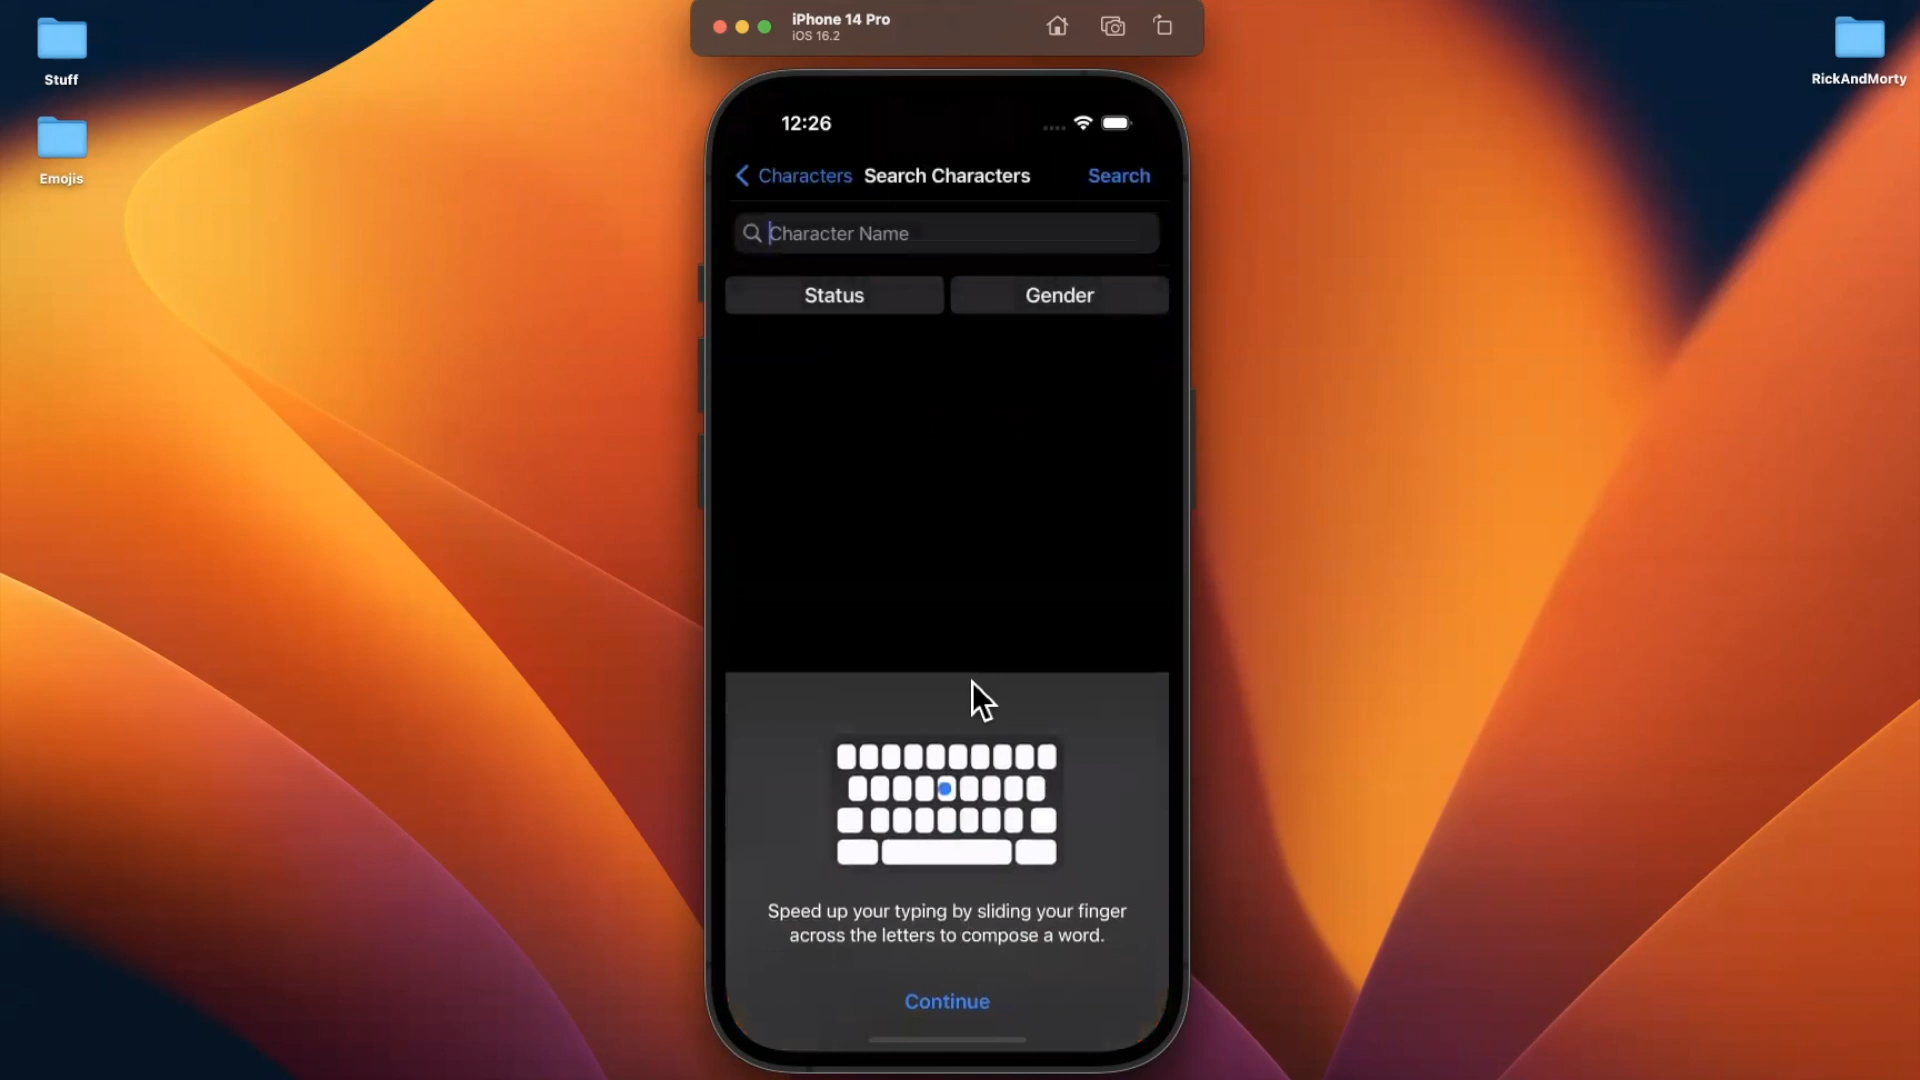 iPhone 14 Pro
iOS 16.2
Stuff
Emojis
RickAndMorty
12:26
Characters Search Characters Search
Character Name
Status Gender
Speed up your typing by sliding your finger
across the letters to compose a word.
Continue